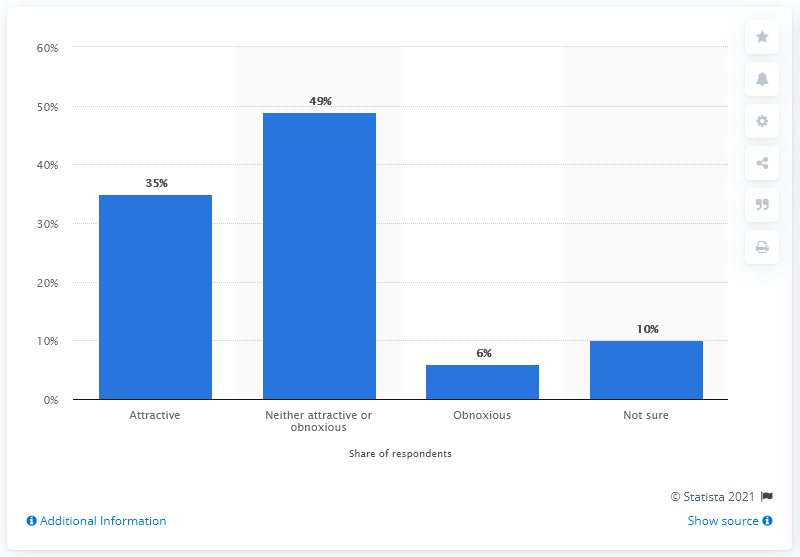 60%
50%
40%
30%
20%
10%
0%
35%
49%
6%
10%
Attractive
Neither attractive or
obnoxious
Obnoxious
Not sure
Share of respondents
© Statista 2021
Additional Information
Show source